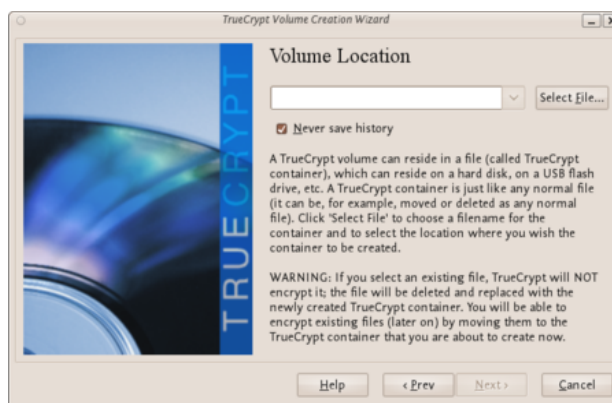 TrueCrypt Volume Creation Wizard
Volume Location
Select File...
Never save history
A TrueCrypt volume can reside in a file (called TrueCrypt
container), which can reside on a hard disk, on a USB flash
drive, etc. A TrueCrypt container is just like any normal file
(it can be, for example, moved or deleted as any normal
file). Click 'Select File' to choose a filename for the
container and to select the location where you wish the
container to be created.
WARNING: If you select an existing file, TrueCrypt will NOT
encrypt it; the file will be deleted and replaced with the
newly created TrueCrypt container. You will be able to
encrypt existing files (later on) by moving them to the
TrueCrypt container that you are about to create now.
TRUECRYPT
Help
< Prev
Next >
Cancel